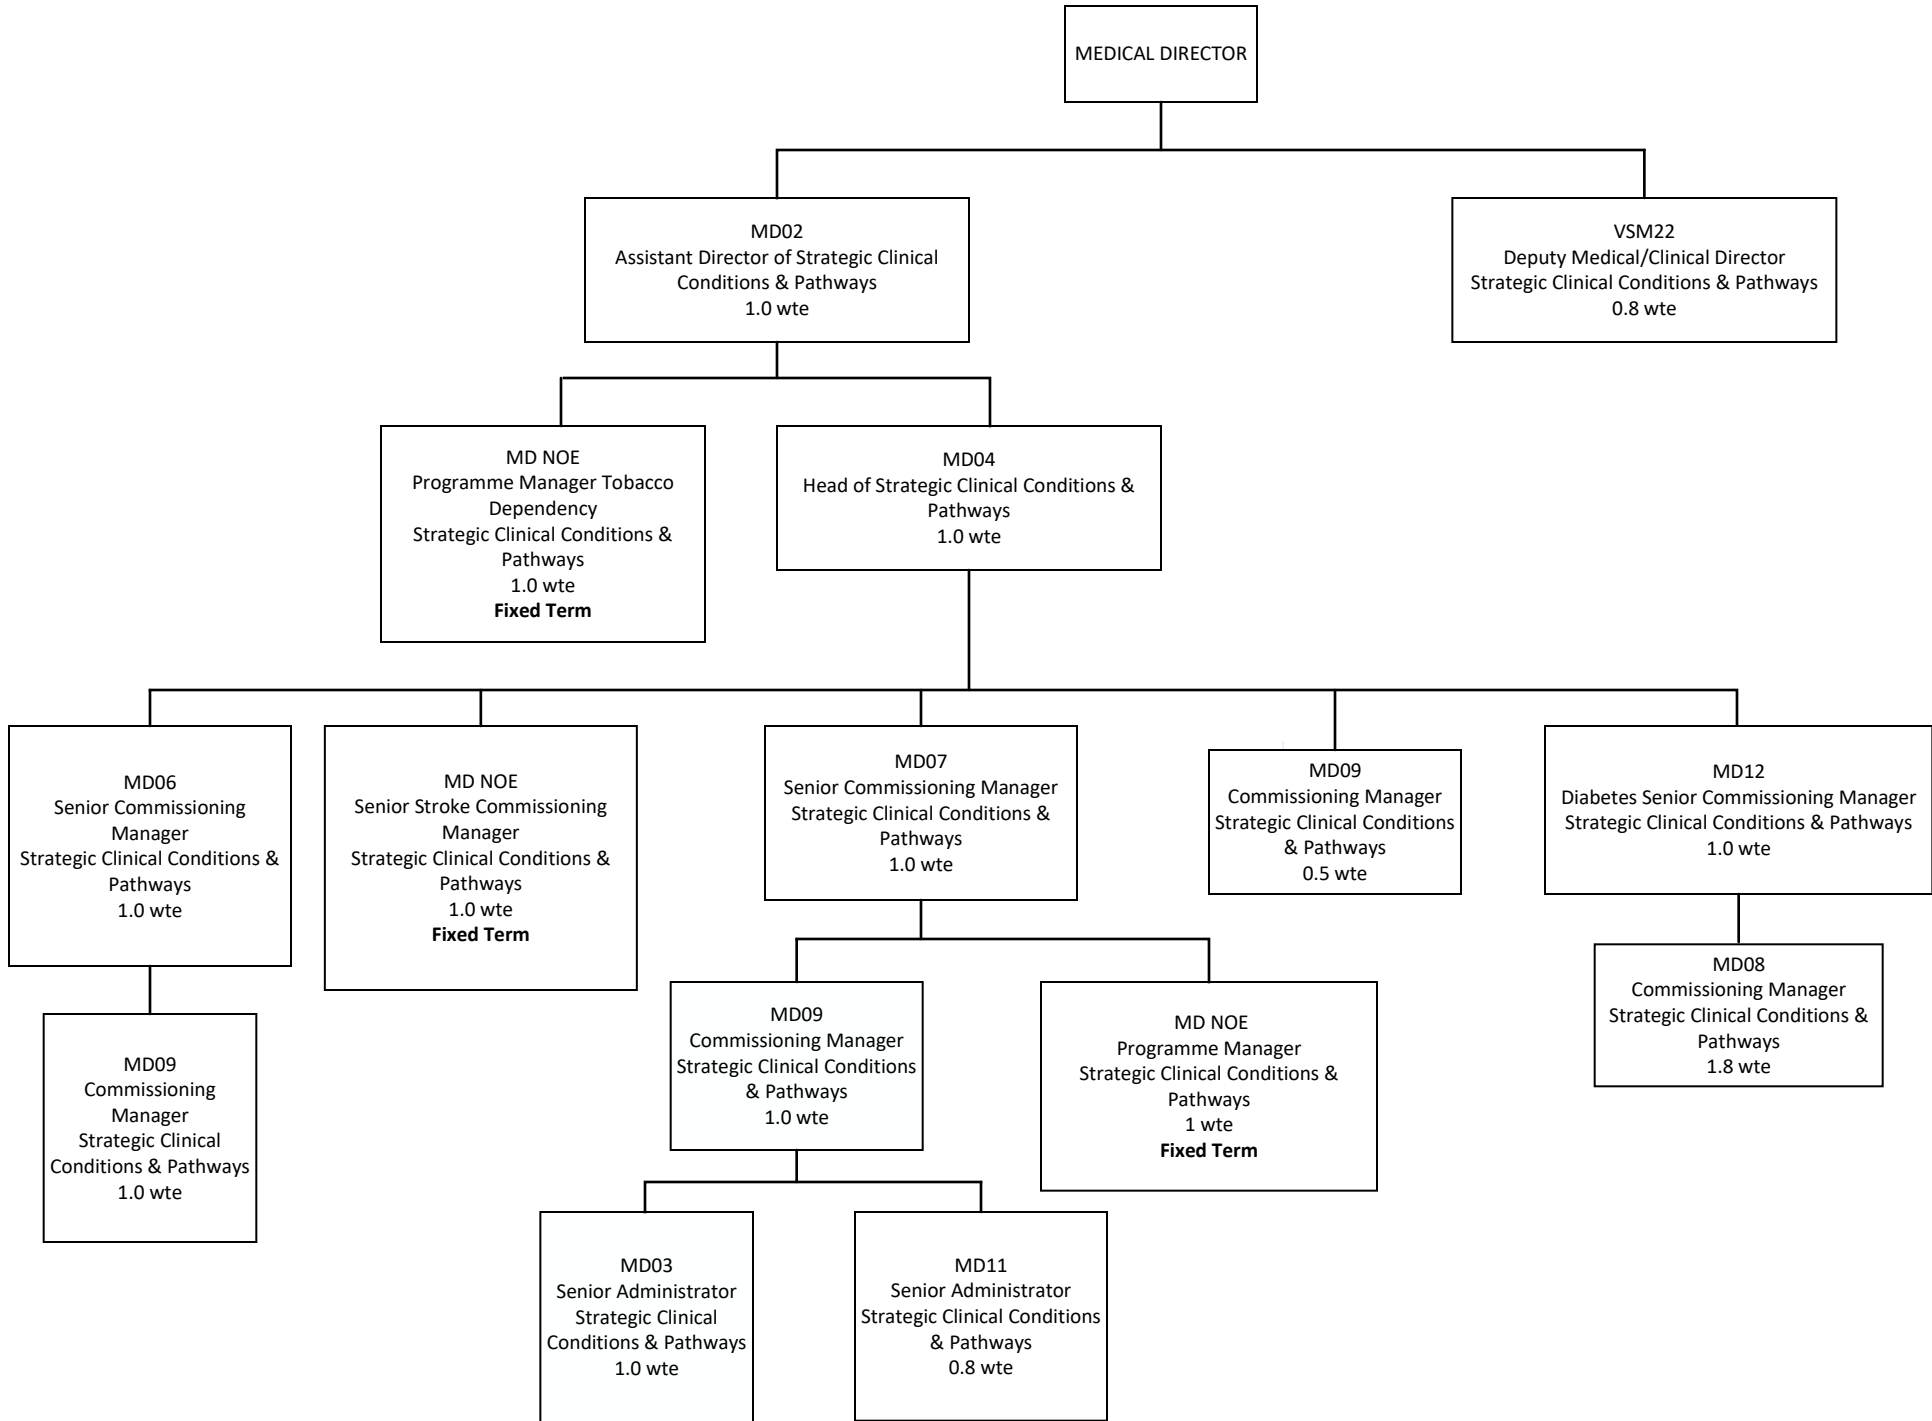 MEDICAL DIRECTOR
MD02
Assistant Director of Strategic Clinical
Conditions & Pathways
1.0 wte
VSM22
Deputy Medical/Clinical Director
Strategic Clinical Conditions & Pathways
0.8 wte
MD NOE
Programme Manager Tobacco
Dependency
Strategic Clinical Conditions &
Pathways
1.0 wte
Fixed Term
MD04
Head of Strategic Clinical Conditions &
Pathways
1.0 wte
MD06
Senior Commissioning
Manager
Strategic Clinical Conditions &
Pathways
1.0 wte
MD NOE
Senior Stroke Commissioning
Manager
Strategic Clinical Conditions &
Pathways
1.0 wte
Fixed Term
MD07
Senior Commissioning Manager
Strategic Clinical Conditions &
Pathways
1.0 wte
MD09
Commissioning Manager
Strategic Clinical Conditions
& Pathways
0.5 wte
MD12
Diabetes Senior Commissioning Manager
Strategic Clinical Conditions & Pathways
1.0 wte
MD09
Commissioning
Manager
Strategic Clinical
Conditions & Pathways
1.0 wte
MD09
Commissioning Manager
Strategic Clinical Conditions
& Pathways
1.0 wte
MD NOE
Programme Manager
Strategic Clinical Conditions &
Pathways
1 wte
Fixed Term
MD08
Commissioning Manager
Strategic Clinical Conditions &
Pathways
1.8 wte
MD03
Senior Administrator
Strategic Clinical
Conditions & Pathways
1.0 wte
MD11
Senior Administrator
Strategic Clinical Conditions
& Pathways
0.8 wte